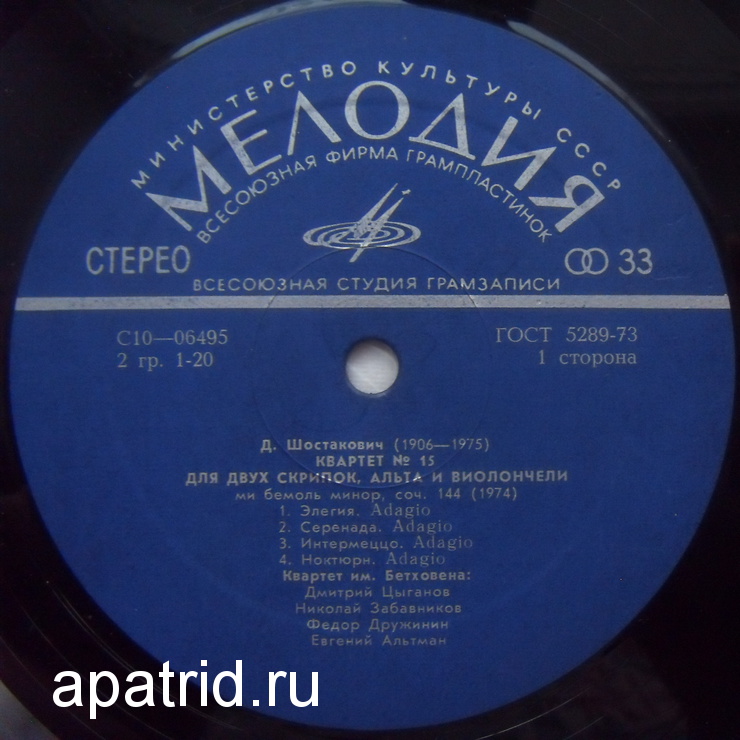 МИНИСТЕРСТВО КУЛЬТУРЫ СССР
МЕЛОДИЯ
ВСЕСОЮЗНАЯ ФИРМА ГРАМПЛАСТИНОК
СТЕРЕО
33
ВСЕСОЮЗНАЯ СТУДИЯ ГРАМЗАПИСИ
С10—06495
ГОСТ 5289-73
2 гр. 1-20
1 сторона
Д. Шостакович (1906—1975)
КВАРТЕТ № 15
ДЛЯ ДВУХ СКРИПОК, АЛЬТА И ВИОЛОНЧЕЛИ
ми бемоль минор, соч. 144 (1974)
1. Элегия. Adagio
2. Серенада. Adagio
3. Интермеццо. Adagio
4. Ноктюрн. Adagio
Квартет им. Бетховена:
Дмитрий Цыганов
Николай Забавников
Федор Дружинин
Евгений Альтман
apatrid.ru